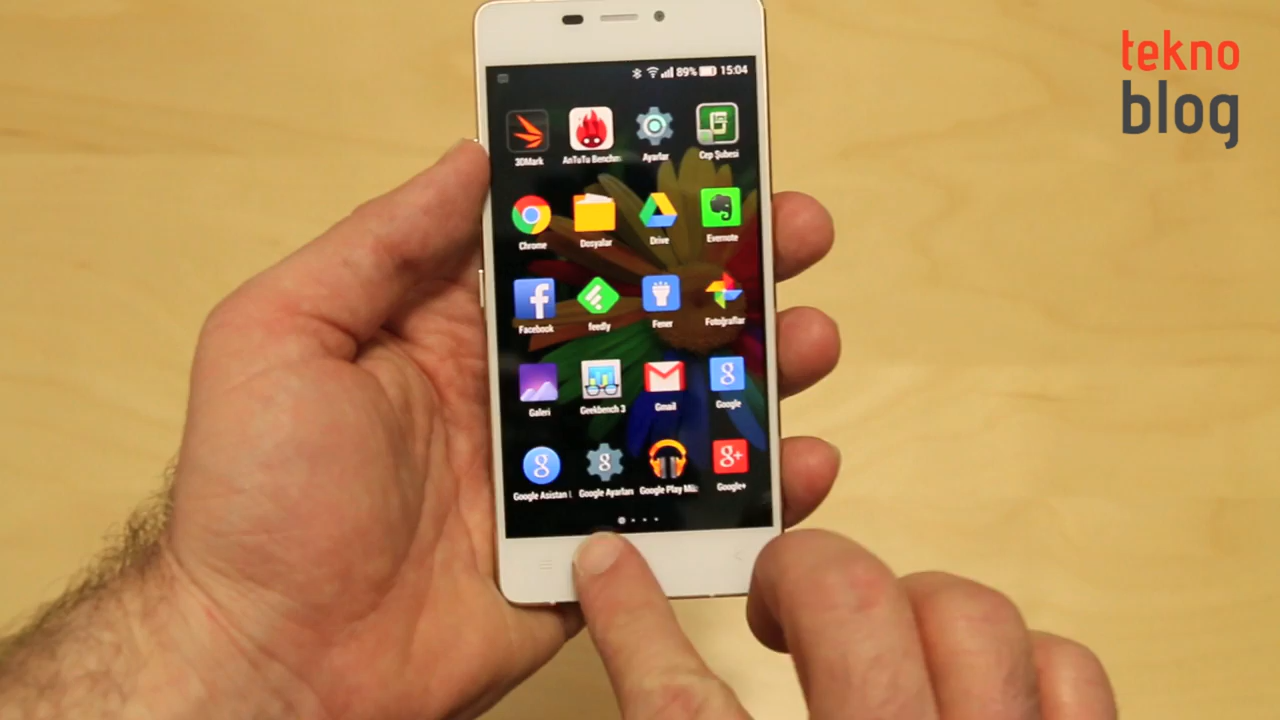 tekno
blog
89% 15:04
3DMark AnTuTu Benchm Ayarlar Cep Şubesi
Chrome Dosyalar Drive Evernote
Facebook feedly Fener Fotoğraflar
Galeri Geekbench 3 Gmail Google
Google Asistan Google Ayarları Google Play Mü Google+